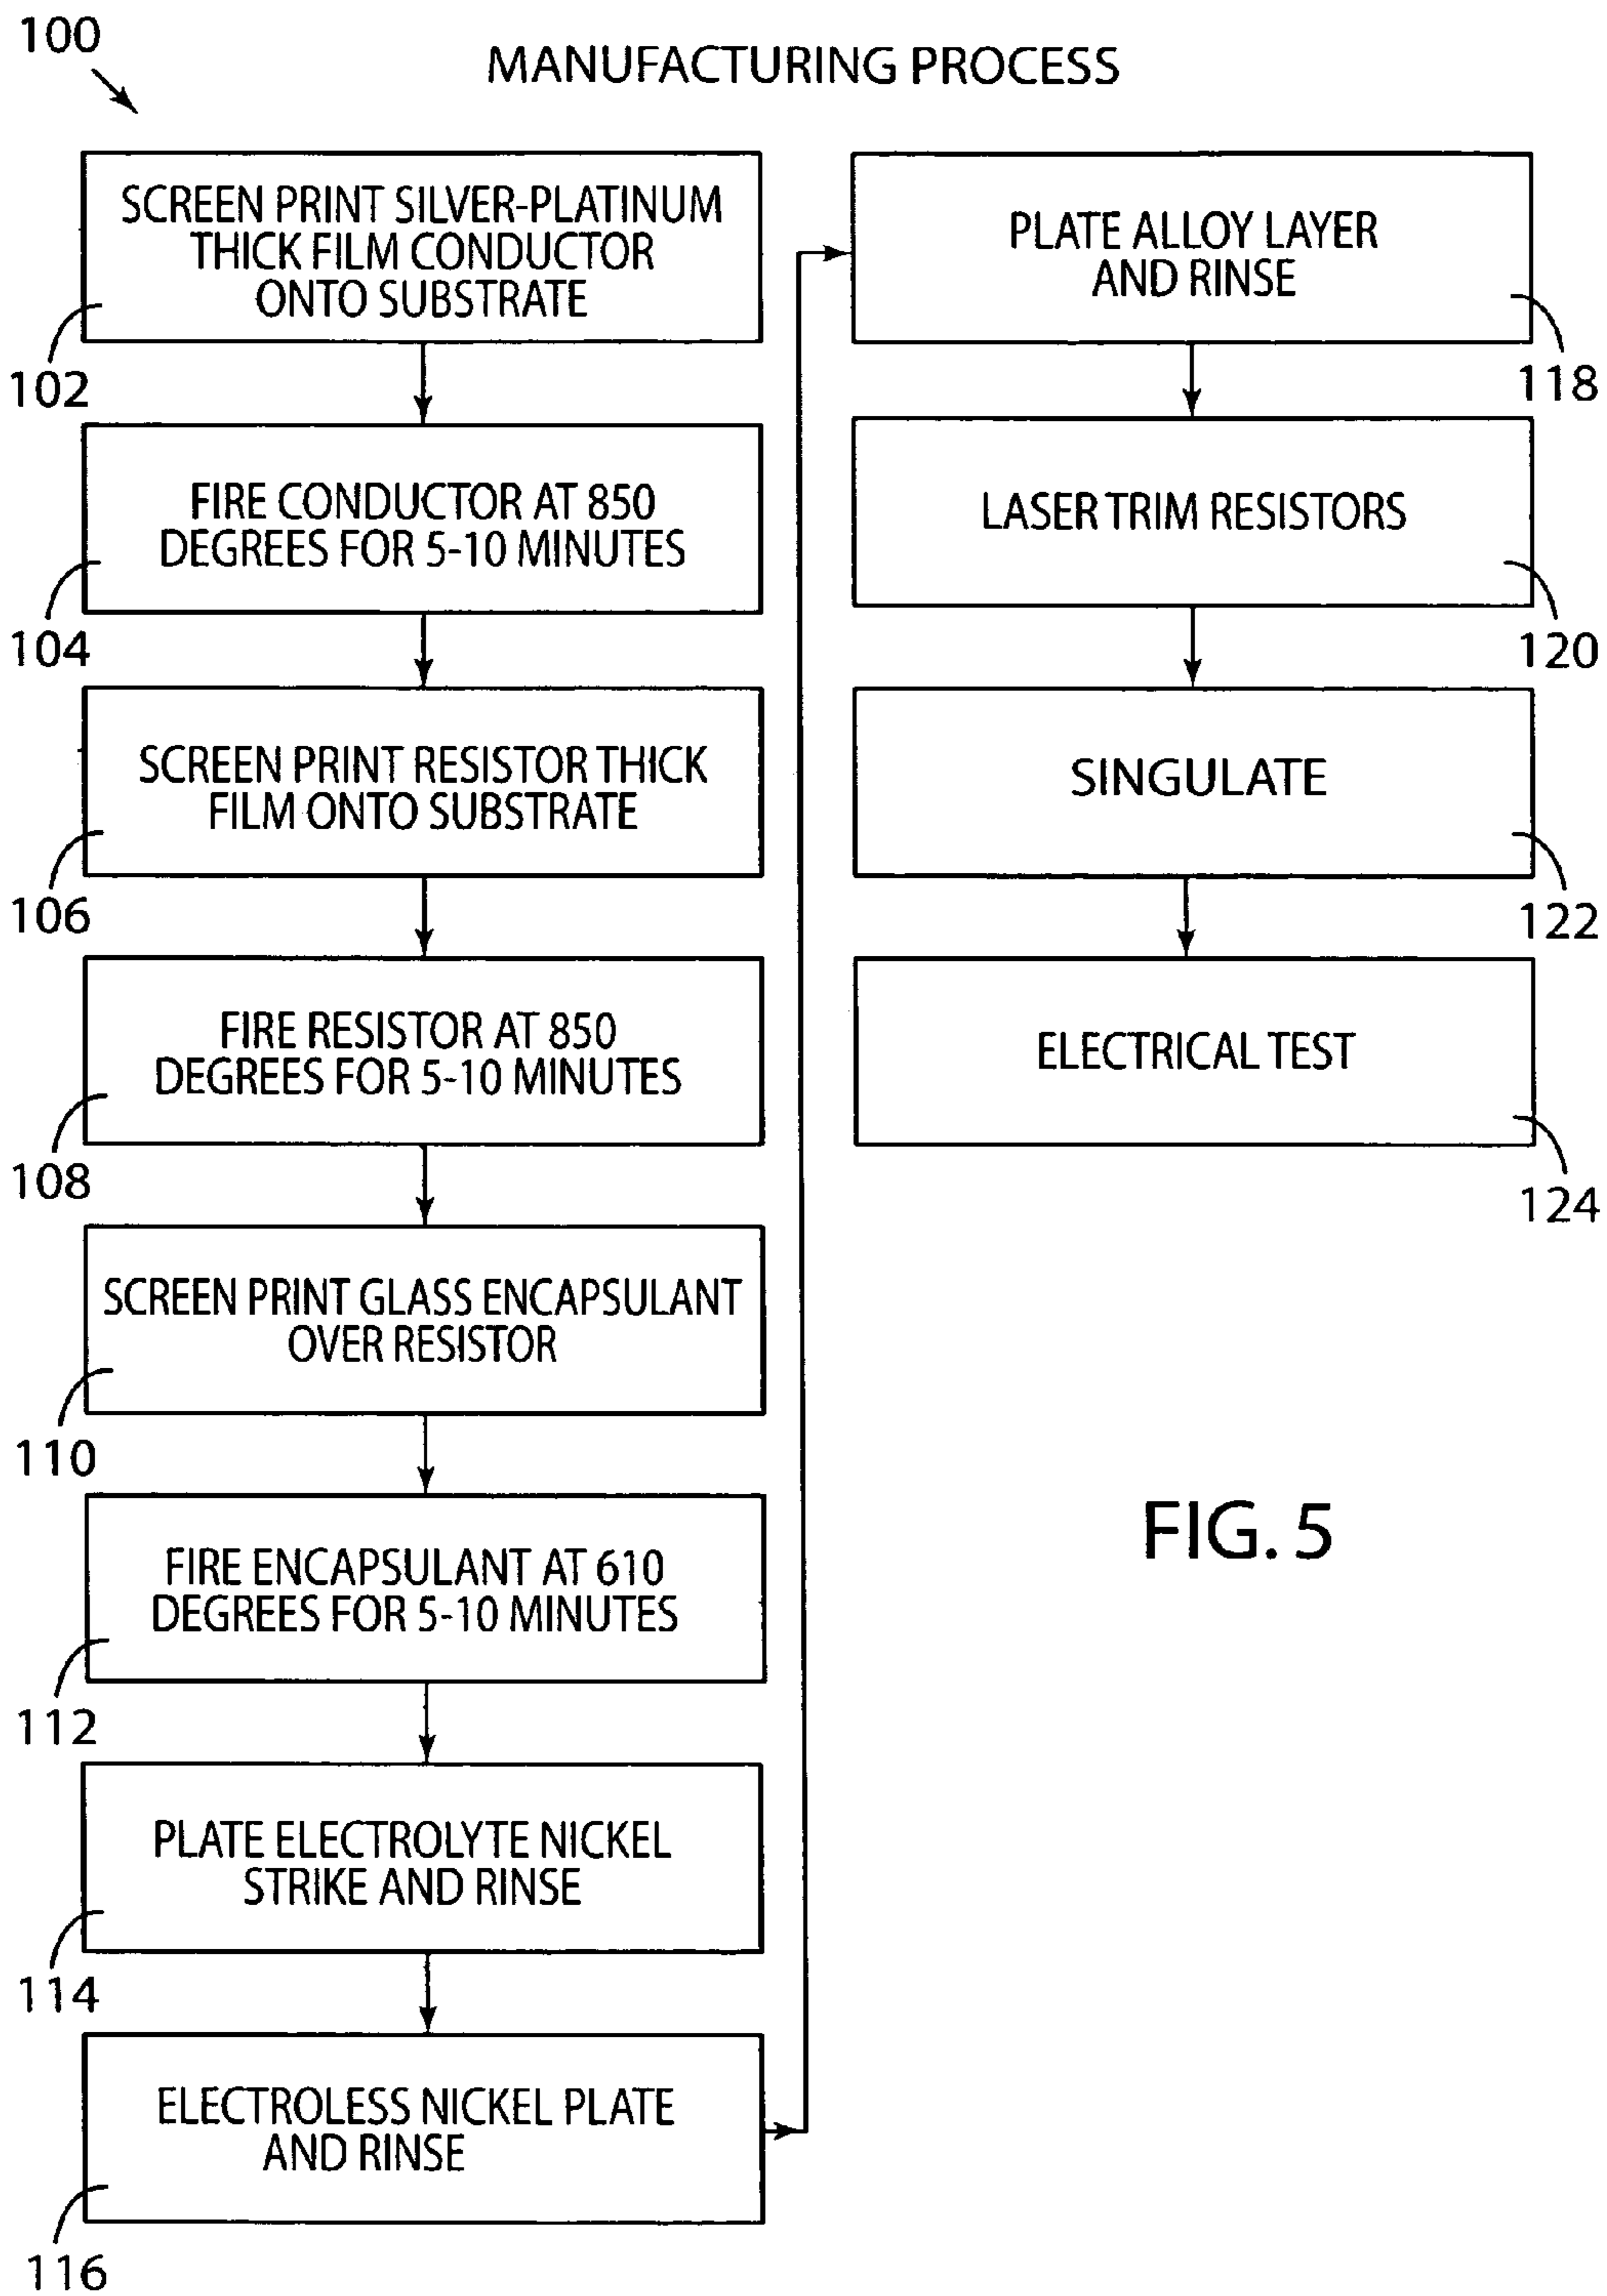 100
MANUFACTURING PROCESS
SCREEN PRINT SILVER-PLATINUM
THICK FILM CONDUCTOR
ONTO SUBSTRATE
102
FIRE CONDUCTOR AT 850
DEGREES FOR 5-10 MINUTES
104
SCREEN PRINT RESISTOR THICK
FILM ONTO SUBSTRATE
106
FIRE RESISTOR AT 850
DEGREES FOR 5-10 MINUTES
108
SCREEN PRINT GLASS ENCAPSULANT
OVER RESISTOR
110
FIRE ENCAPSULANT AT 610
DEGREES FOR 5-10 MINUTES
112
PLATE ELECTROLYTE NICKEL
STRIKE AND RINSE
114
ELECTROLESS NICKEL PLATE
AND RINSE
116
PLATE ALLOY LAYER
AND RINSE
118
LASER TRIM RESISTORS
120
SINGULATE
122
ELECTRICAL TEST
124
FIG. 5